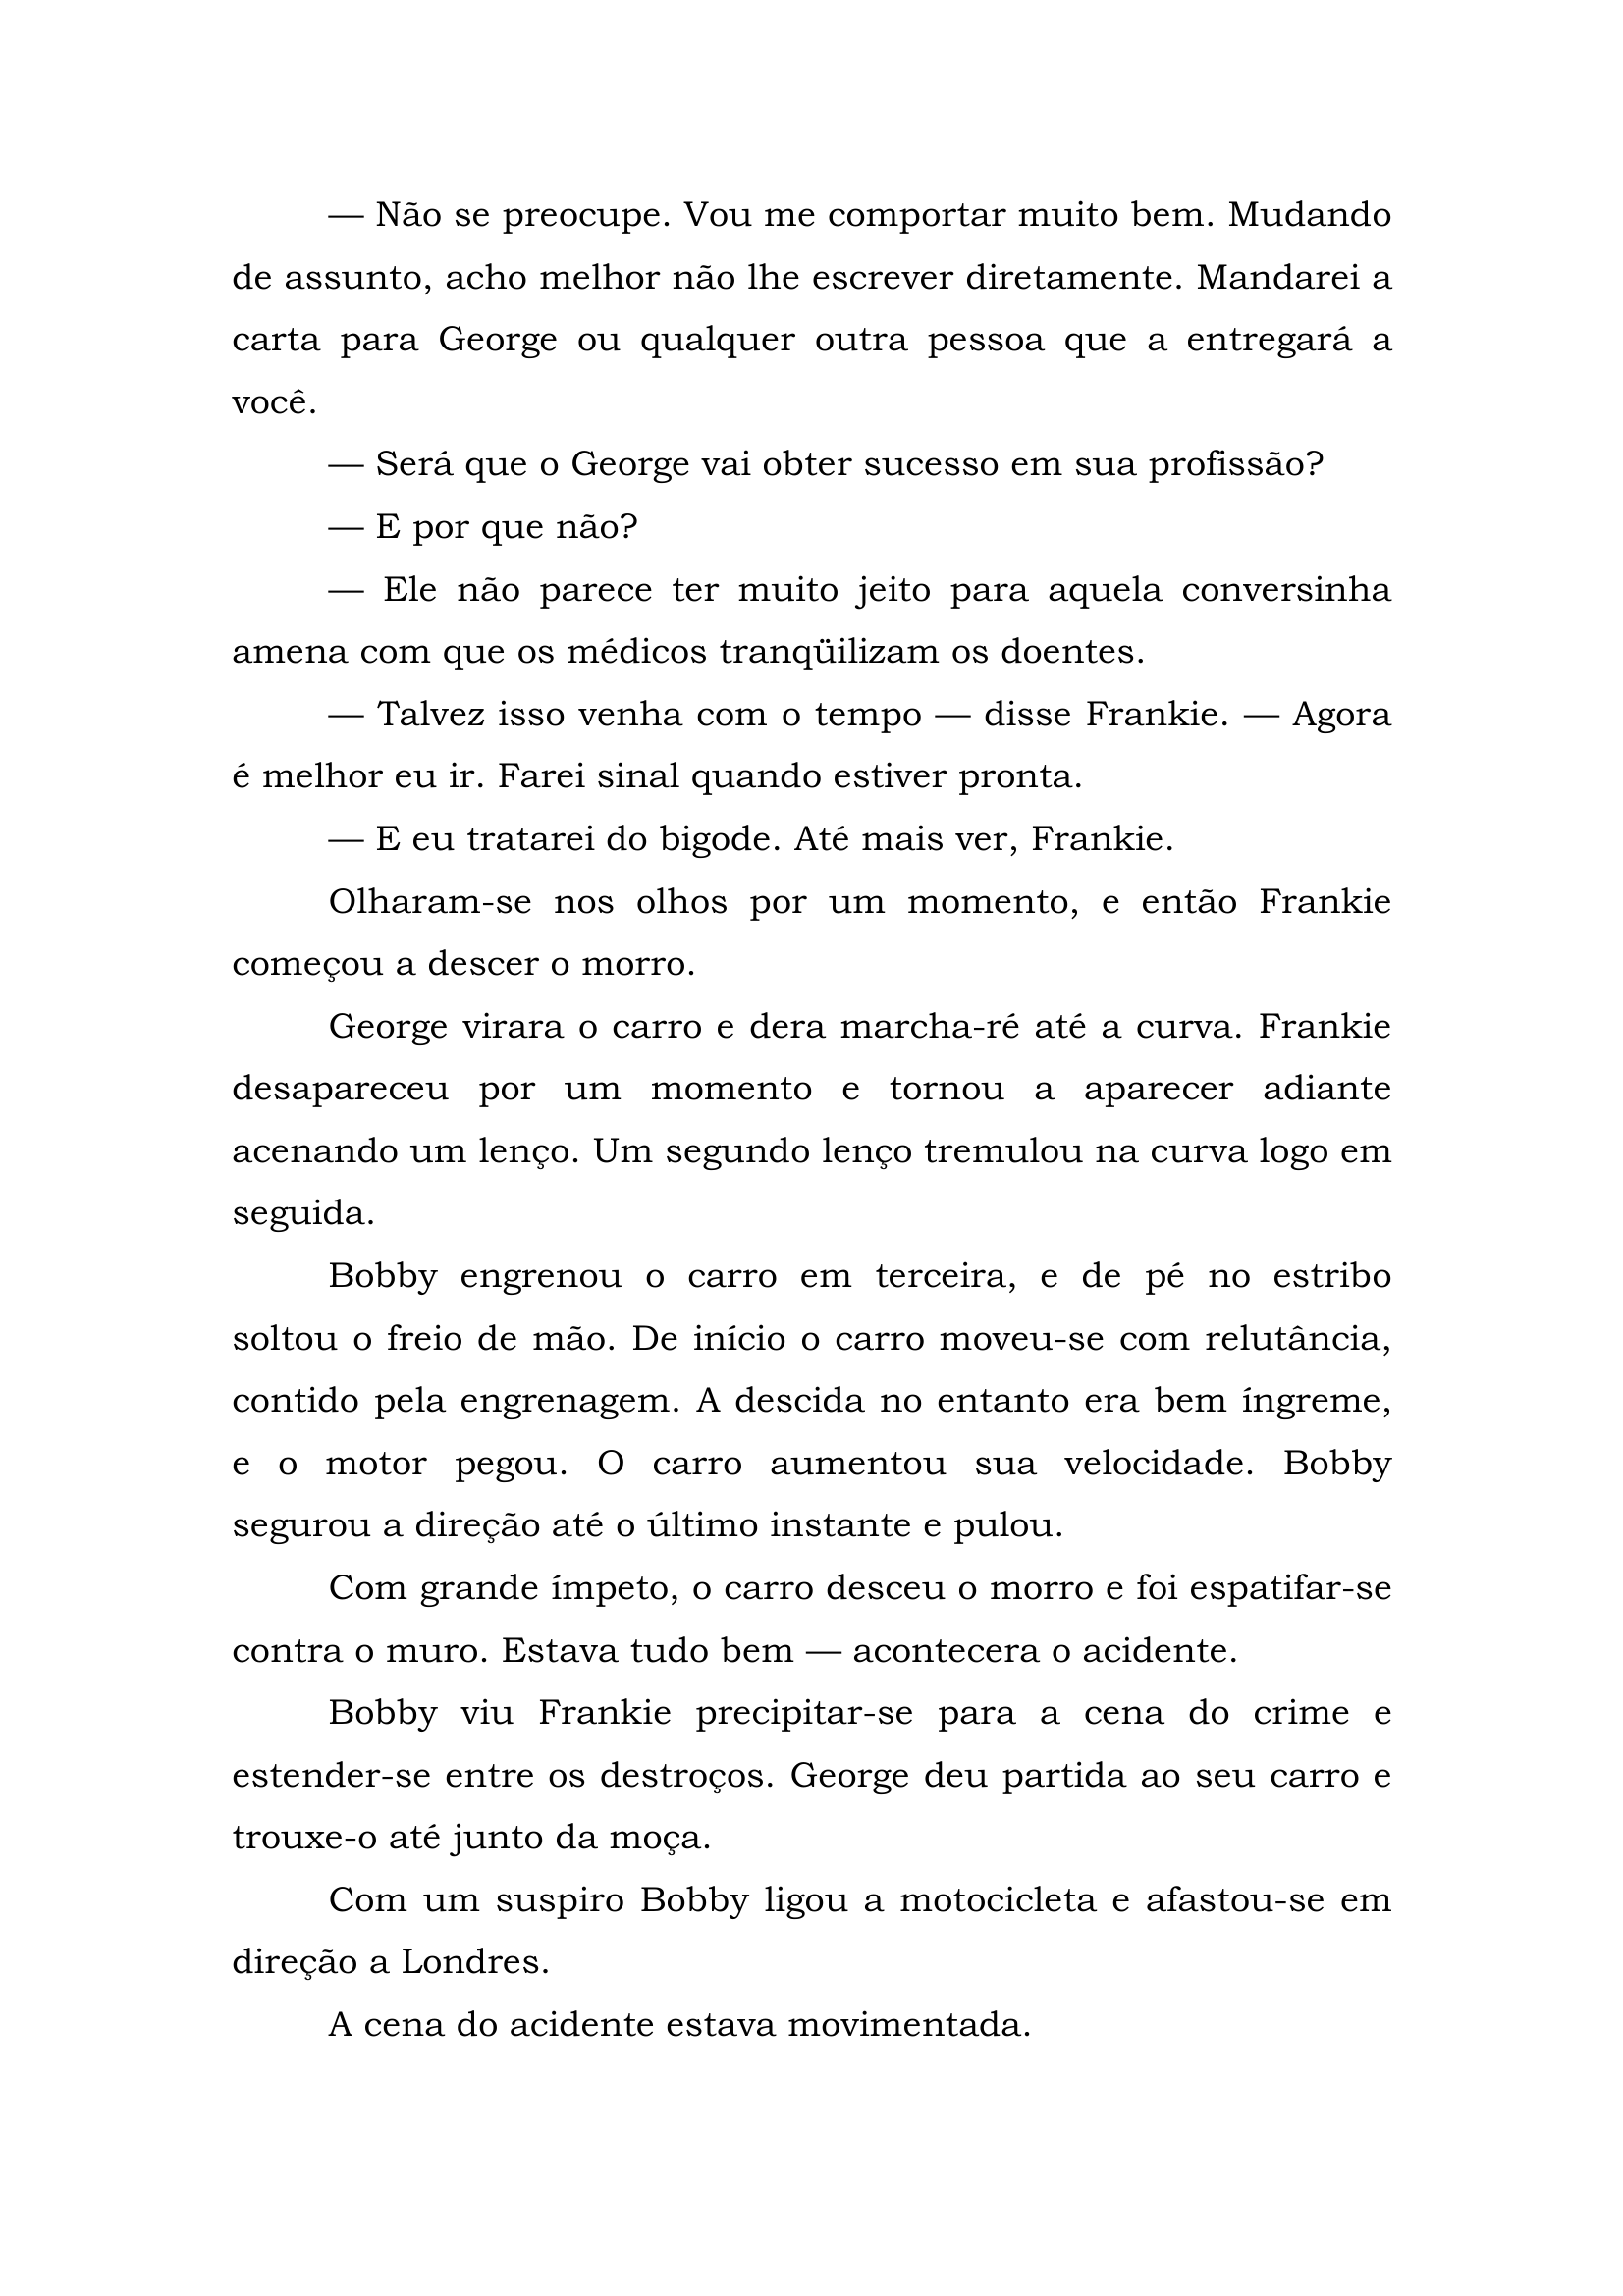 — Não se preocupe. Vou me comportar muito bem. Mudando
de assunto, acho melhor não lhe escrever diretamente. Mandarei a
carta para George ou qualquer outra pessoa que a entregará a
você.
— Será que o George vai obter sucesso em sua profissão?
— E por que não?
— Ele não parece ter muito jeito para aquela conversinha
amena com que os médicos tranqüilizam os doentes.
— Talvez isso venha com o tempo — disse Frankie. — Agora
é melhor eu ir. Farei sinal quando estiver pronta.
— E eu tratarei do bigode. Até mais ver, Frankie.
Olharam-se nos olhos por um momento, e então Frankie
começou a descer o morro.
George virara o carro e dera marcha-ré até a curva. Frankie
desapareceu por um momento e tornou a aparecer adiante
acenando um lenço. Um segundo lenço tremulou na curva logo em
seguida.
Bobby engrenou o carro em terceira, e de pé no estribo
soltou o freio de mão. De início o carro moveu-se com relutância,
contido pela engrenagem. A descida no entanto era bem íngreme,
e o motor pegou. O carro aumentou sua velocidade. Bobby
segurou a direção até o último instante e pulou.
Com grande ímpeto, o carro desceu o morro e foi espatifar-se
contra o muro. Estava tudo bem — acontecera o acidente.
Bobby viu Frankie precipitar-se para a cena do crime e
estender-se entre os destroços. George deu partida ao seu carro e
trouxe-o até junto da moça.
Com um suspiro Bobby ligou a motocicleta e afastou-se em
direção a Londres.
A cena do acidente estava movimentada.